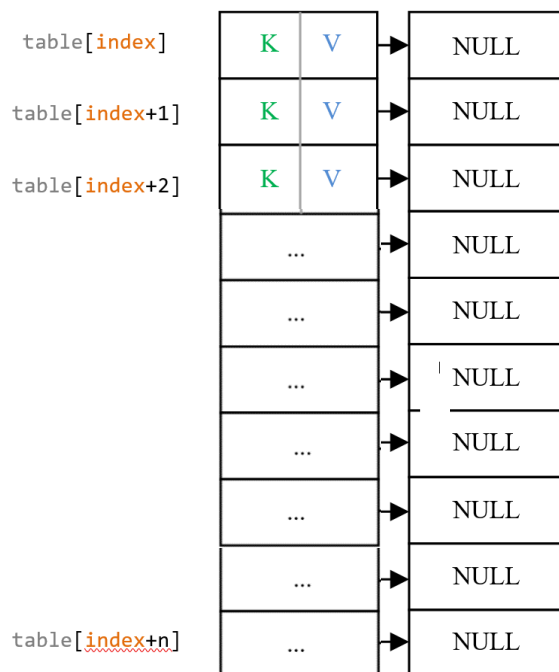 table[index] K V NULL
table[index+1] K V NULL
table[index+2] K V NULL
... NULL
... NULL
... NULL
... NULL
... NULL
... NULL
table[index+n] ... NULL